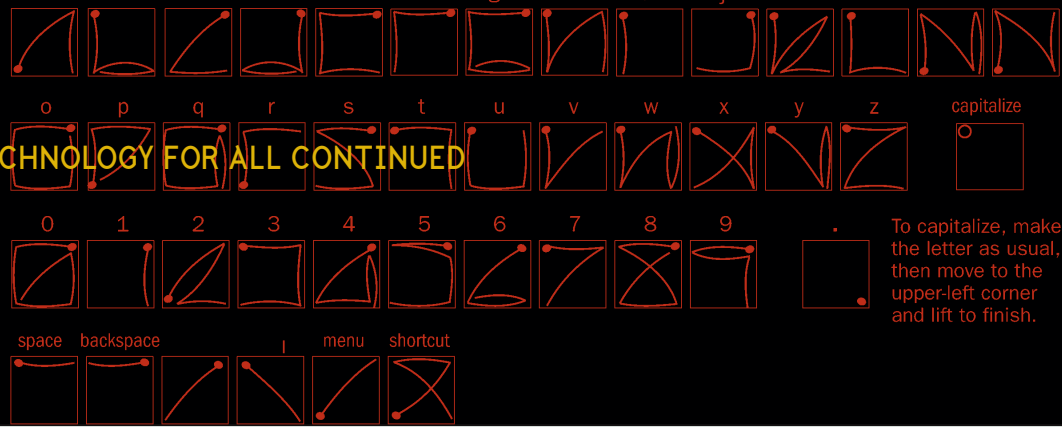 o p q r s t u v w x y z capitalize
CHNOLOGY FOR ALL CONTINUED
0 1 2 3 4 5 6 7 8 9 .
To capitalize, make
the letter as usual,
then move to the
upper-left corner
and lift to finish.
space backspace l menu shortcut